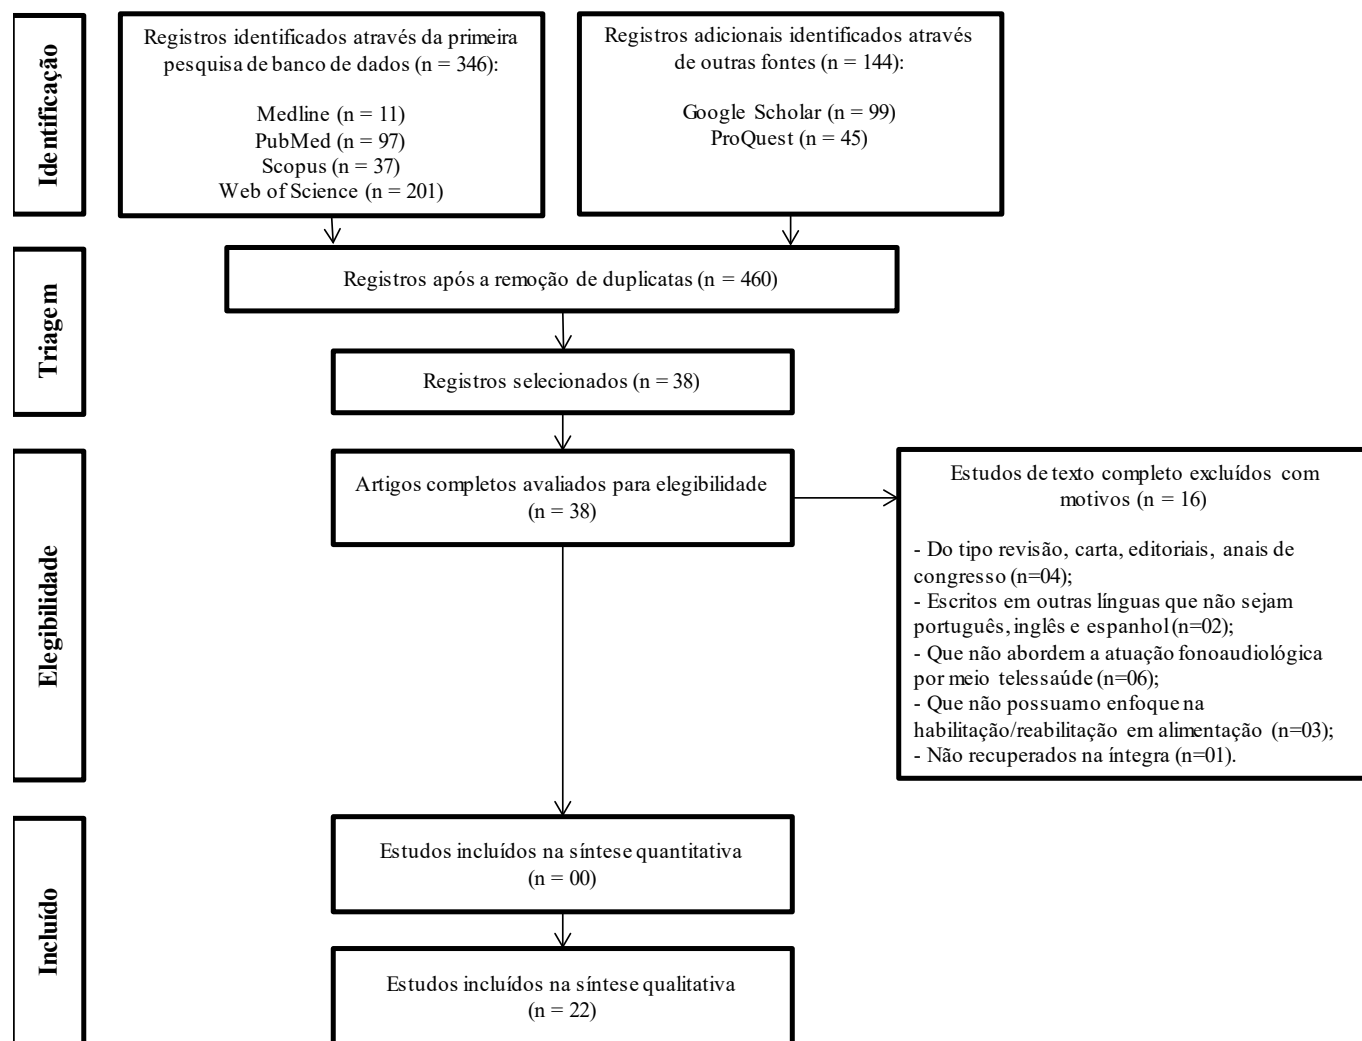 Identificação
Registros identificados através da primeira
pesquisa de banco de dados (n = 346):
Medline (n = 11)
PubMed (n = 97)
Scopus (n = 37)
Web of Science (n = 201)
Registros adicionais identificados através
de outras fontes (n = 144):
Google Scholar (n = 99)
ProQuest (n = 45)
Triagem
Registros após a remoção de duplicatas (n = 460)
Registros selecionados (n = 38)
Elegibilidade
Artigos completos avaliados para elegibilidade
(n = 38)
Estudos de texto completo excluídos com
motivos (n = 16)
- Do tipo revisão, carta, editoriais, anais de
congresso (n=04);
- Escritos em outras línguas que não sejam
português, inglês e espanhol (n=02);
- Que não abordem a atuação fonoaudiológica
por meio telessaúde (n=06);
- Que não possuamo enfoque na
habilitação/reabilitação em alimentação (n=03);
- Não recuperados na íntegra (n=01).
Incluído
Estudos incluídos na síntese quantitativa
(n = 00)
Estudos incluídos na síntese qualitativa
(n = 22)